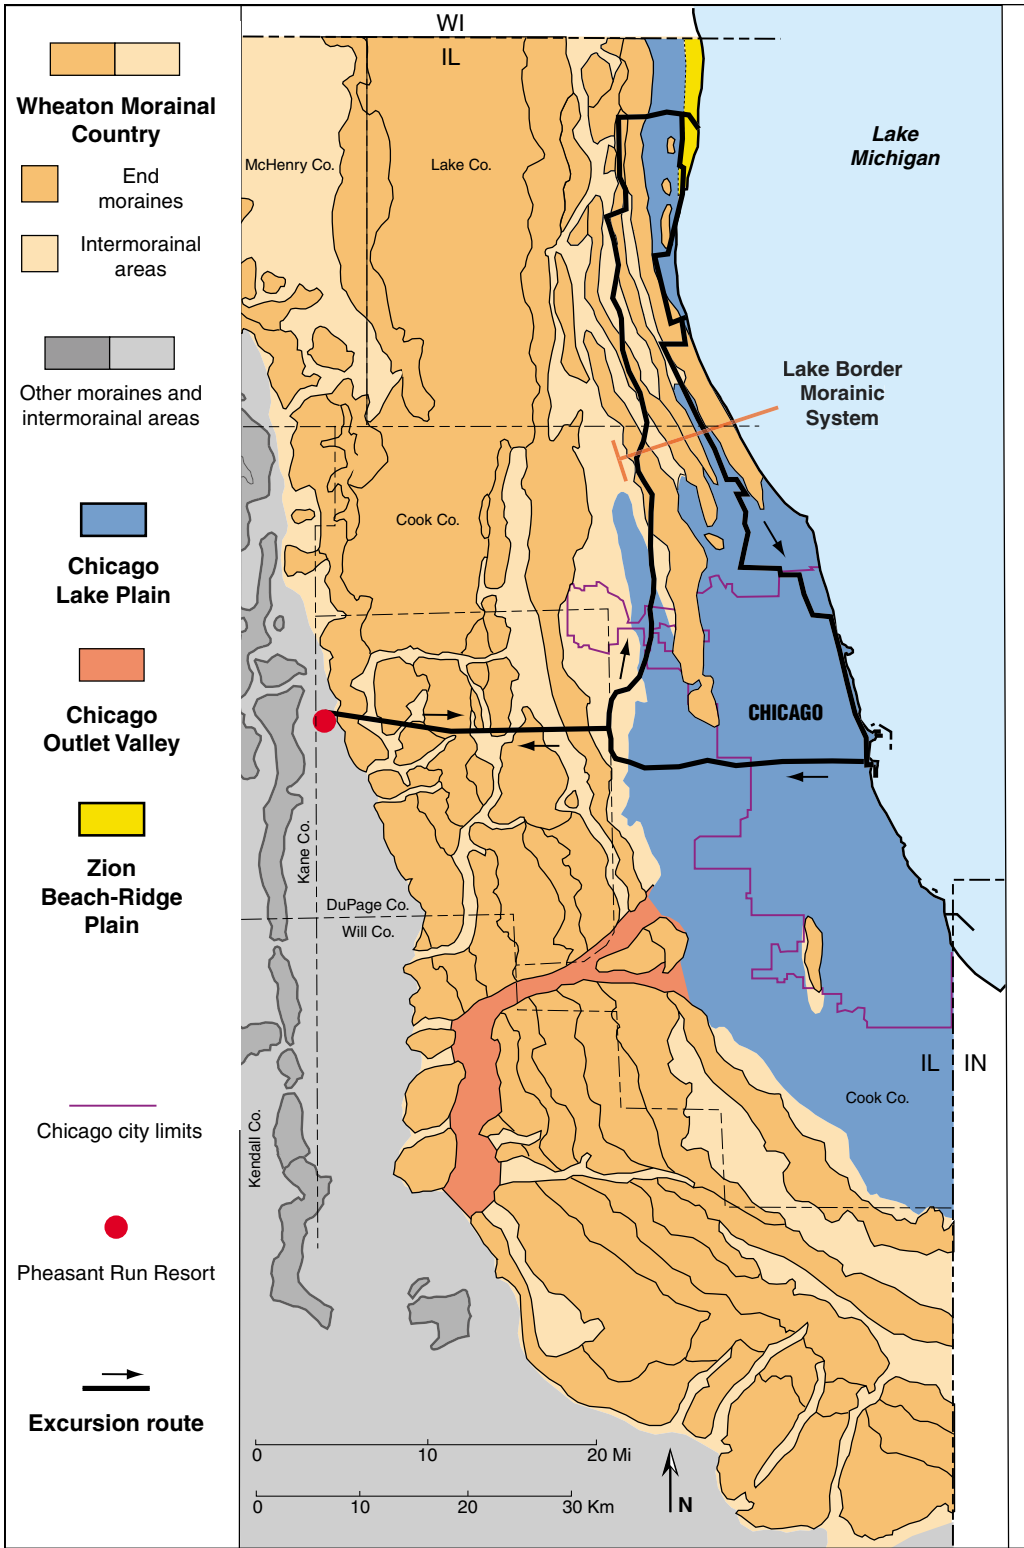 Wheaton Morainal
Country
End
moraines
Intermorainal
areas
Other moraines and
intermorainal areas
Chicago
Lake Plain
Chicago
Outlet Valley
Zion
Beach-Ridge
Plain
Chicago city limits
Pheasant Run Resort
Excursion route
WI
IL
Lake
Michigan
McHenry Co.
Lake Co.
Lake Border
Morainic
System
Cook Co.
CHICAGO
Kane Co.
DuPage Co.
Will Co.
IL
IN
Cook Co.
Kendall Co.
0 10 20 Mi
0 10 20 30 Km
N